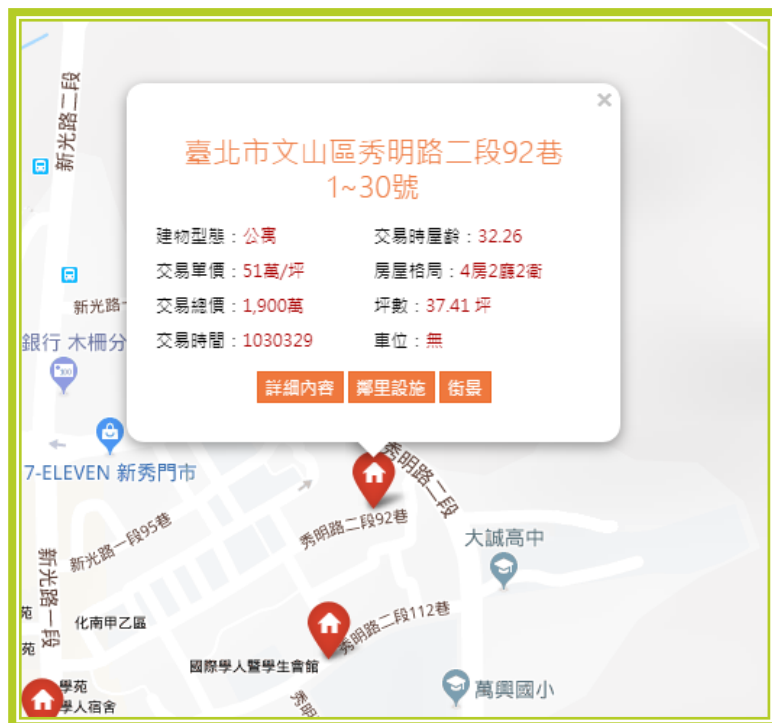 新光路二段
臺北市文山區秀明路二段92巷
1~30號
建物型態：公寓
交易時屋齡：32.26
交易單價：51萬/坪
房屋格局：4房2廳2衛
交易總價：1,900萬
坪數：37.41 坪
交易時間：1030329
車位：無
詳細內容 鄰里設施 街景
新光路一
銀行 木柵分
7-ELEVEN 新秀門市
秀明路二段
秀明路二段92巷
新光路一段95巷
大誠高中
新光路一段
苑
化南甲乙區
秀明路二段112巷
苑
國際學人暨學生會館
萬興國小
學苑
學人宿舍
秀明